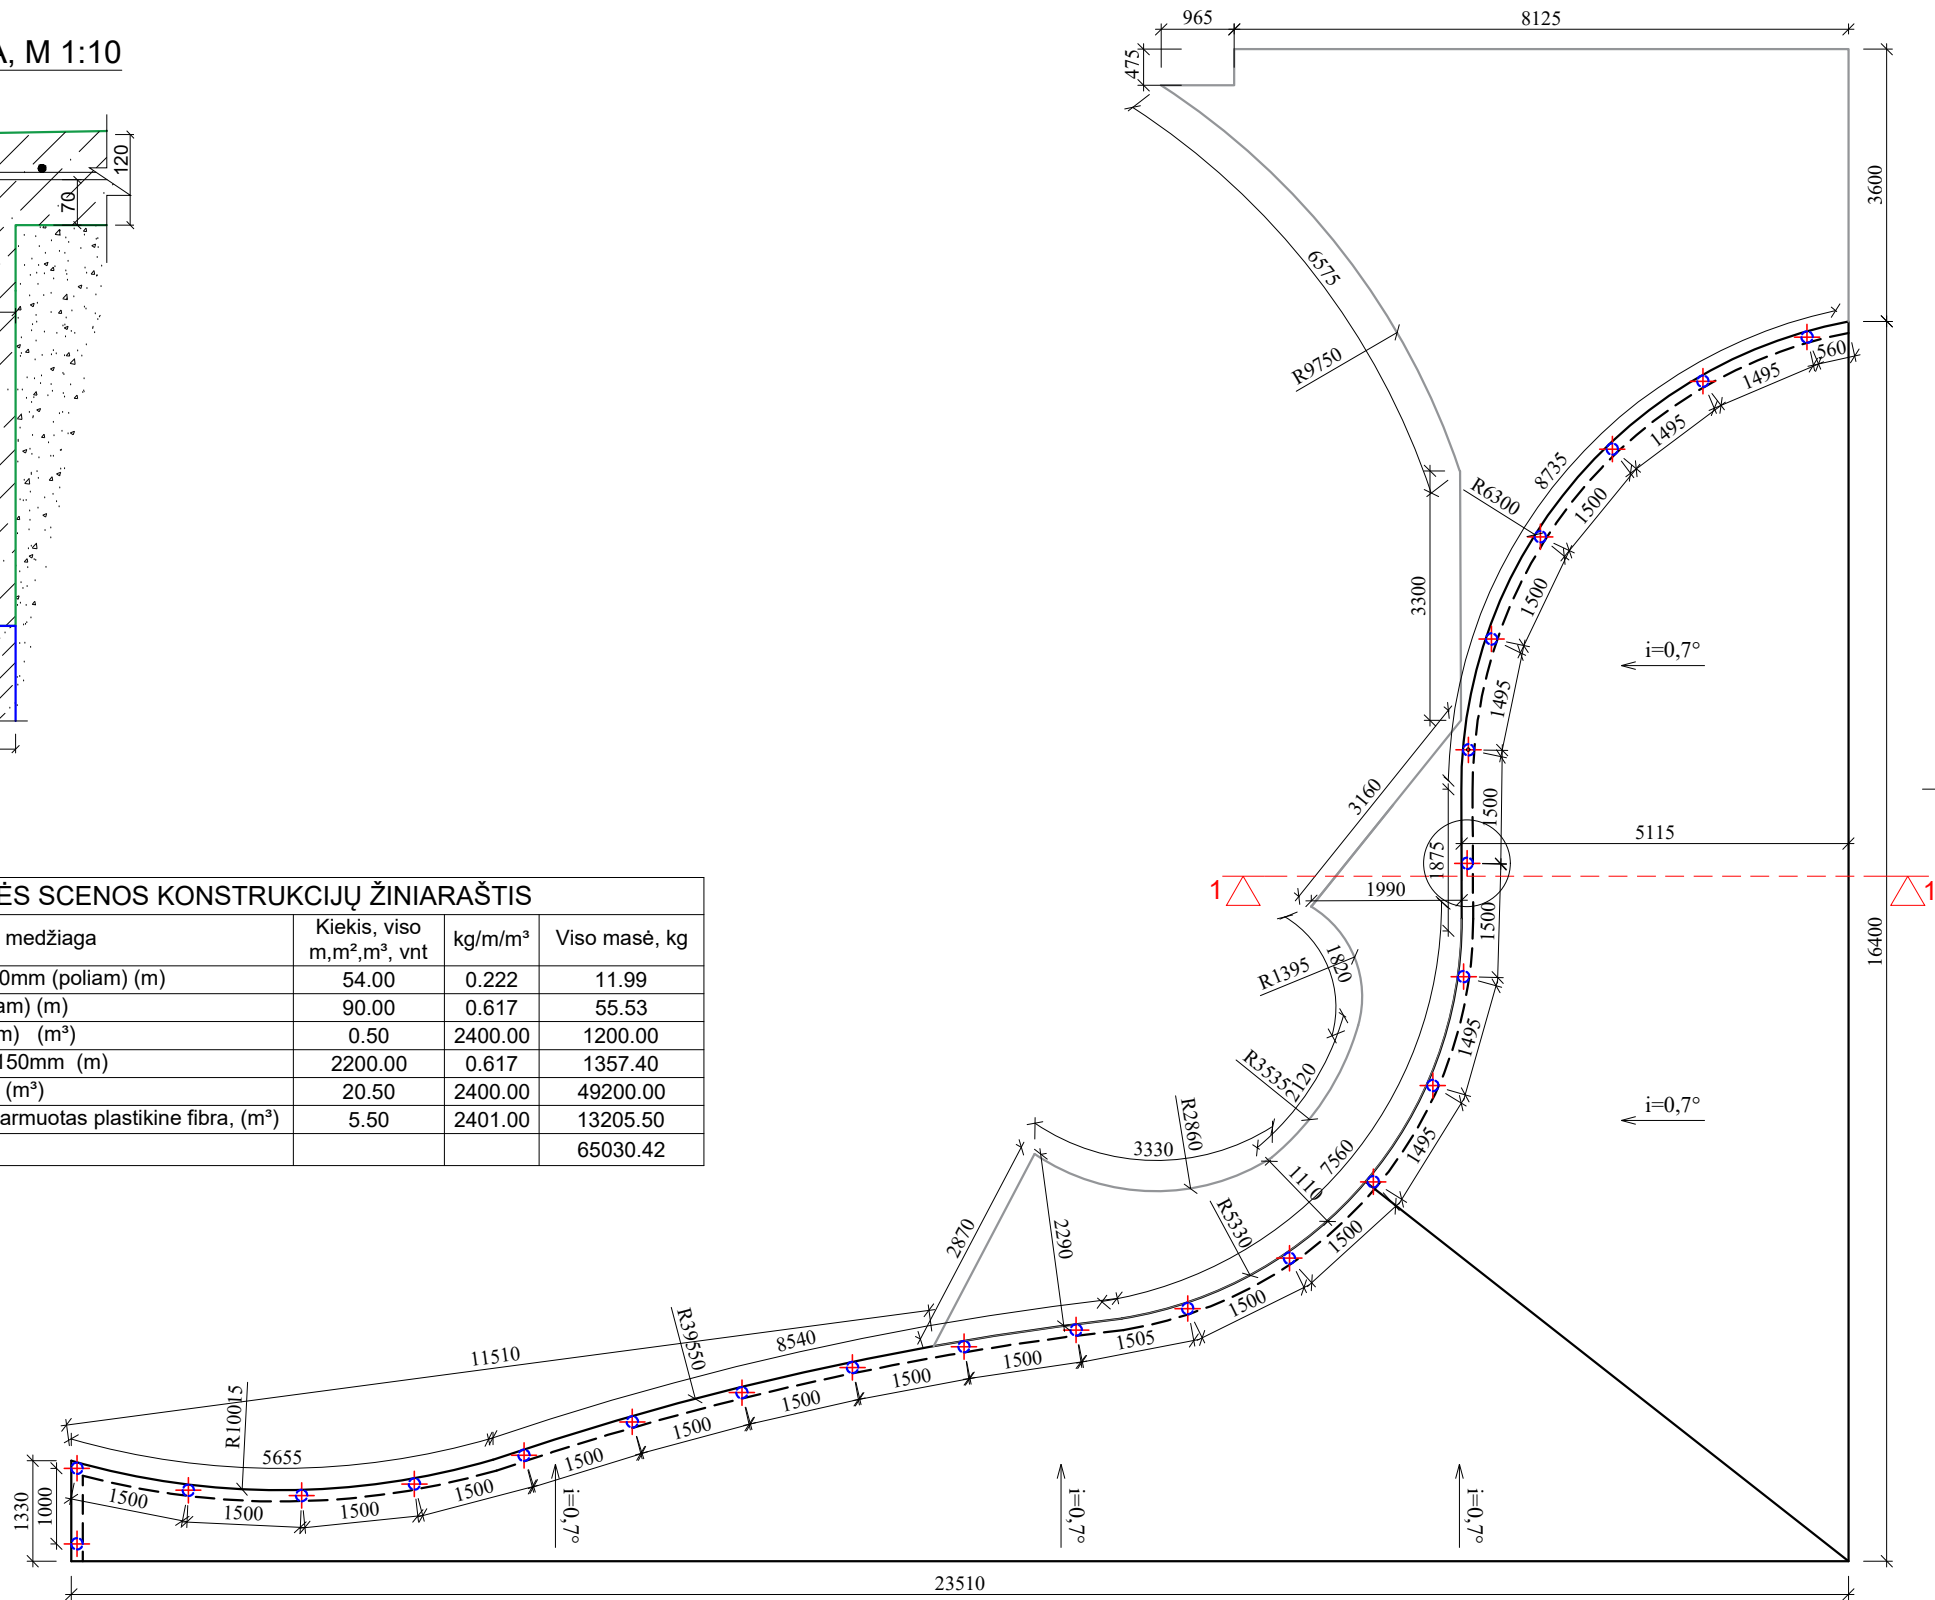 A, M 1:10
120
70
965
8125
475
3600
6575
R9750
3300
3160
560
1495
1495
1500
1500
1495
8735
R6300
i=0,7°
1500
5115
1875
1990
1
1
1500
16400
1820
R1395
1495
R3535
2120
i=0,7°
1495
R2860
3330
7560
1110
1500
R5330
1500
2870
2290
1505
R39550
8540
11510
1500
1500
1500
1500
R10015
5655
1500
1500
1500
1500
1500
1330
1000
i=0,7°
i=0,7°
i=0,7°
23510
ĖS SCENOS KONSTRUKCIJŲ ŽINIARAŠTIS
medžiaga
Kiekis, viso
m,m²,m³, vnt
kg/m/m³
Viso masė, kg
0mm (poliam) (m) 54.00 0.222 11.99
am) (m) 90.00 0.617 55.53
m) (m³) 0.50 2400.00 1200.00
150mm (m) 2200.00 0.617 1357.40
(m³) 20.50 2400.00 49200.00
armuotas plastikine fibra, (m³) 5.50 2401.00 13205.50
65030.42